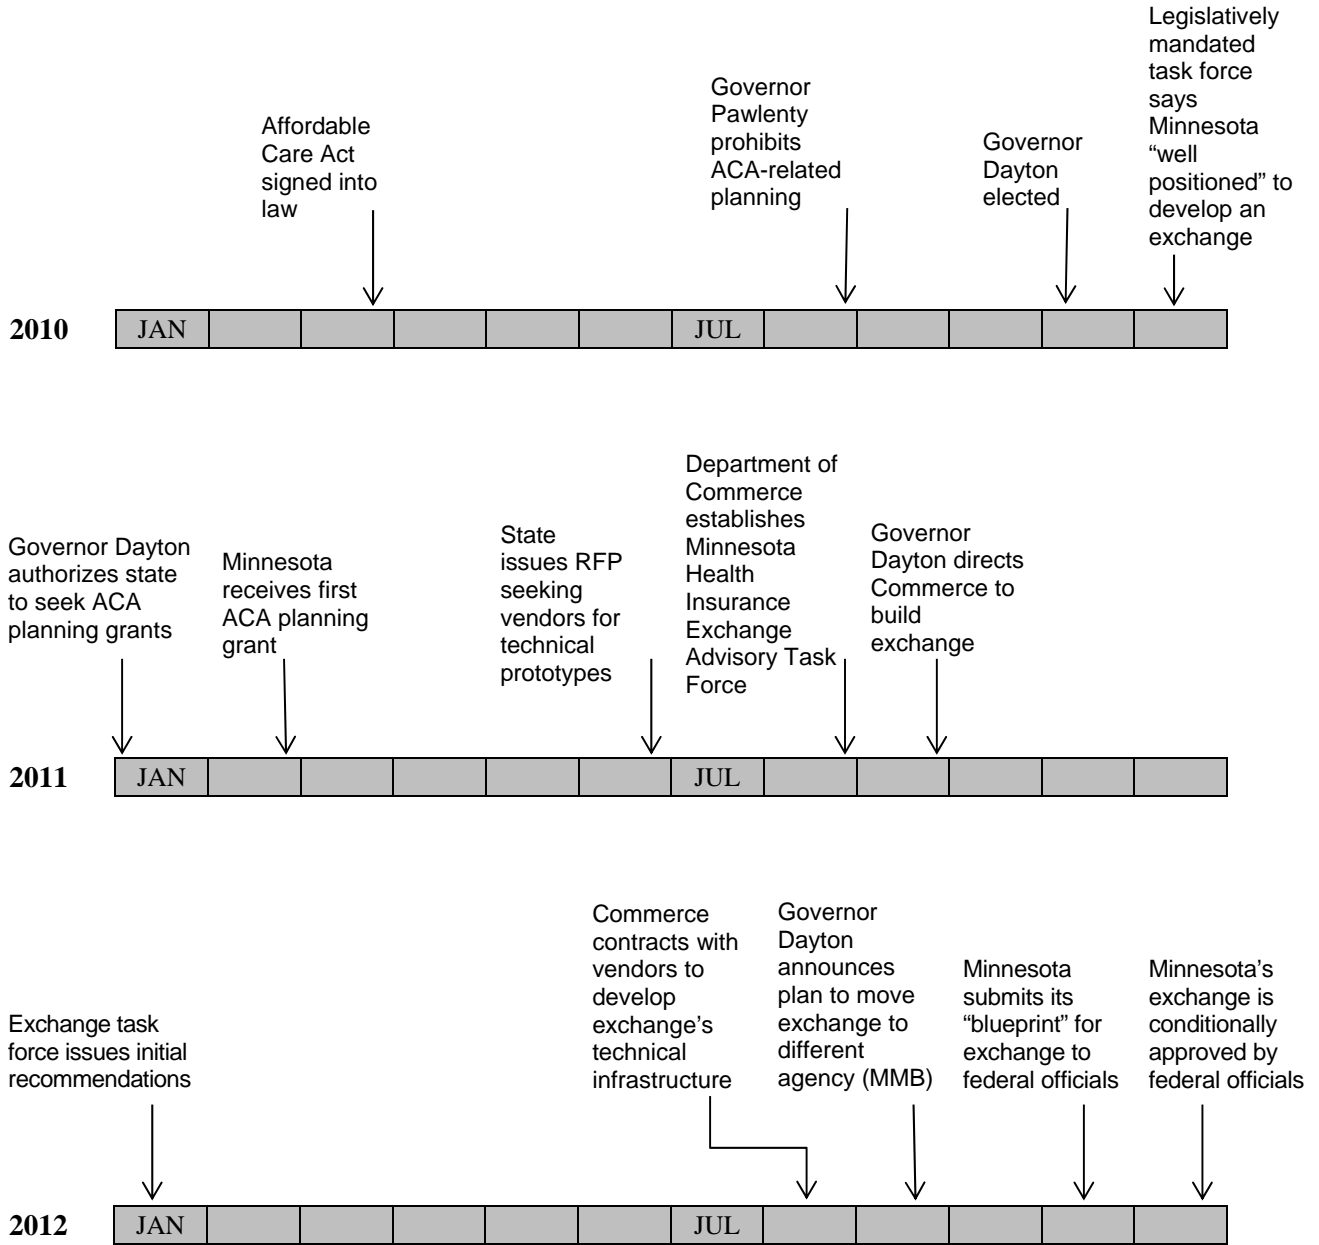 Affordable
Care Act
signed into
law
Governor
Pawlenty
prohibits
ACA-related
planning
Governor
Dayton
elected
Legislatively
mandated
task force
says
Minnesota
“well
positioned” to
develop an
exchange
2010
JAN
JUL
Governor Dayton
authorizes state
to seek ACA
planning grants
Minnesota
receives first
ACA planning
grant
State
issues RFP
seeking
vendors for
technical
prototypes
Department of
Commerce
establishes
Minnesota
Health
Insurance
Exchange
Advisory Task
Force
Governor
Dayton directs
Commerce to
build
exchange
2011
JAN
JUL
Exchange task
force issues initial
recommendations
Commerce
contracts with
vendors to
develop
exchange’s
technical
infrastructure
Governor
Dayton
announces
plan to move
exchange to
different
agency (MMB)
Minnesota
submits its
“blueprint” for
exchange to
federal officials
Minnesota’s
exchange is
conditionally
approved by
federal officials
2012
JAN
JUL